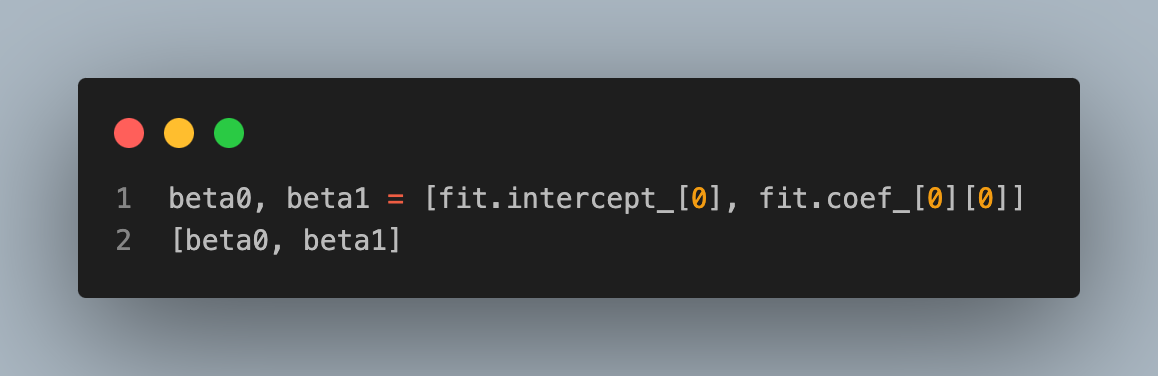 1 beta0, beta1 = [fit.intercept_[0], fit.coef_[0][0]]
2 [beta0, beta1]